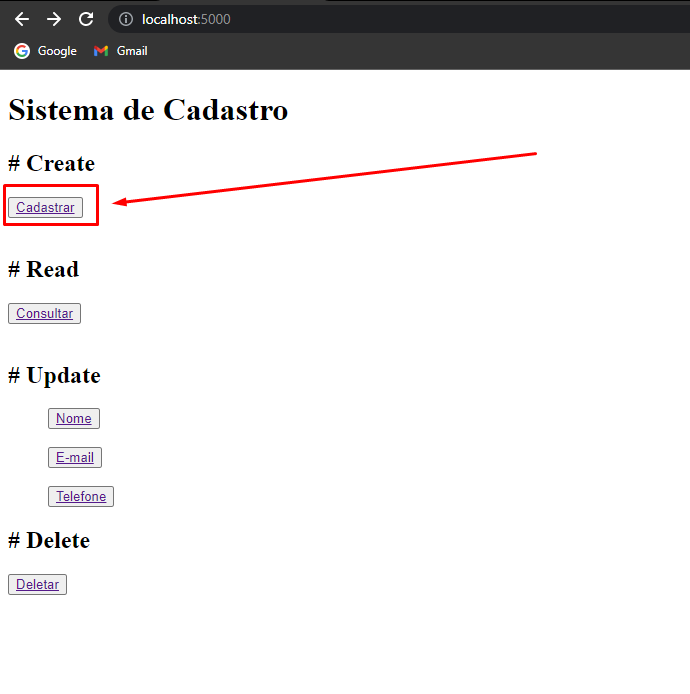 localhost:5000
Google Gmail
Sistema de Cadastro
# Create
Cadastrar
# Read
Consultar
# Update
Nome
E-mail
Telefone
# Delete
Deletar